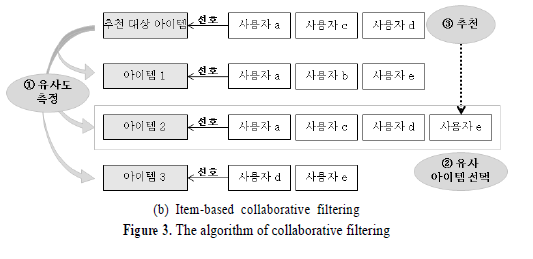 추천 대상 아이템 선호 사용자 a 사용자 c 사용자 d ③ 추천
① 유사도
측정
아이템 1 선호 사용자 a 사용자 b 사용자 e
아이템 2 선호 사용자 a 사용자 c 사용자 d 사용자 e
② 유사
아이템 선택
아이템 3 선호 사용자 d 사용자 e
(b) Item-based collaborative filtering
Figure 3. The algorithm of collaborative filtering